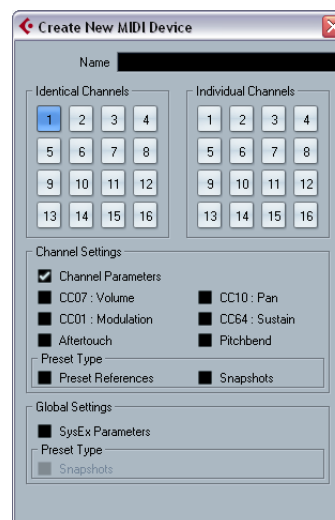 Create New MIDI Device
Name
Identical Channels Individual Channels
1 2 3 4 1 2 3 4
5 6 7 8 5 6 7 8
9 10 11 12 9 10 11 12
13 14 15 16 13 14 15 16
Channel Settings
Channel Parameters
CC07 : Volume CC10 : Pan
CC01 : Modulation CC64 : Sustain
Aftertouch Pitchbend
Preset Type
Preset References Snapshots
Global Settings
SysEx Parameters
Preset Type
Snapshots